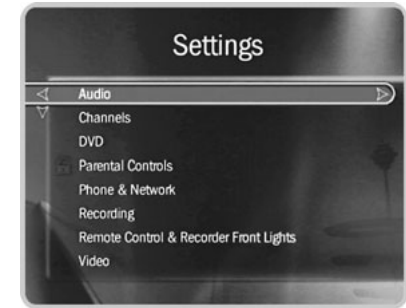 Settings
Audio
Channels
DVD
Parental Controls
Phone & Network
Recording
Remote Control & Recorder Front Lights
Video